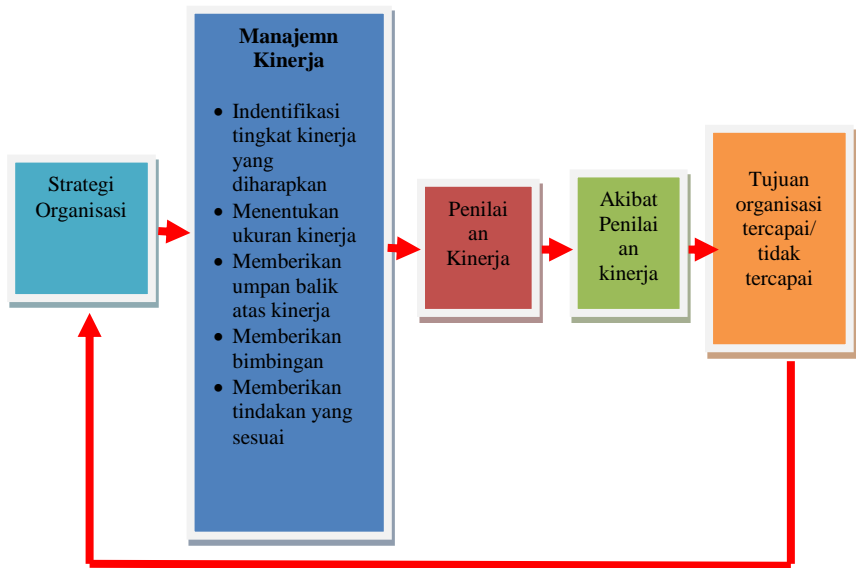 Strategi
Organisasi
Manajemn
Kinerja
• Indentifikasi
tingkat kinerja
yang
diharapkan
• Menentukan
ukuran kinerja
• Memberikan
umpan balik
atas kinerja
• Memberikan
bimbingan
• Memberikan
tindakan yang
sesuai
Penilai
an
Kinerja
Akibat
Penilai
an
kinerja
Tujuan
organisasi
tercapai/
tidak
tercapai